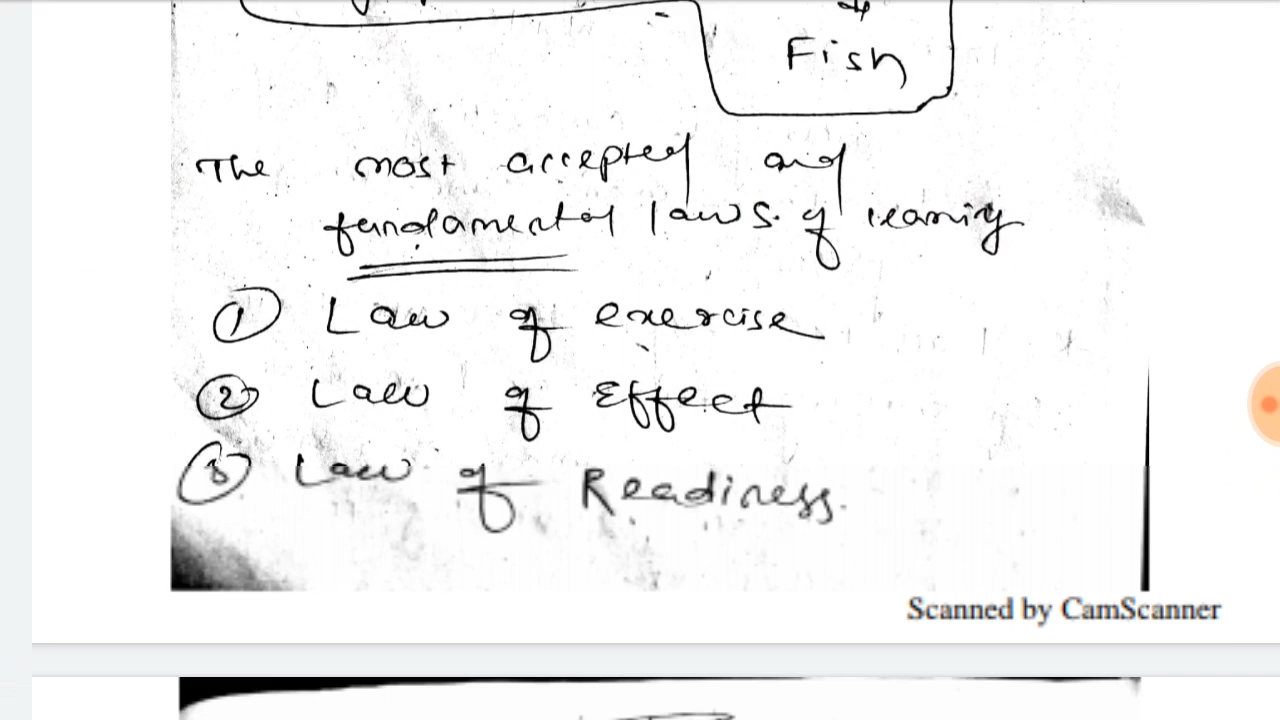 Fish
The most accepted and
fundamental laws of learning
① Law of exercise
② Law of Effect
③ Law of Readiness.
Scanned by CamScanner